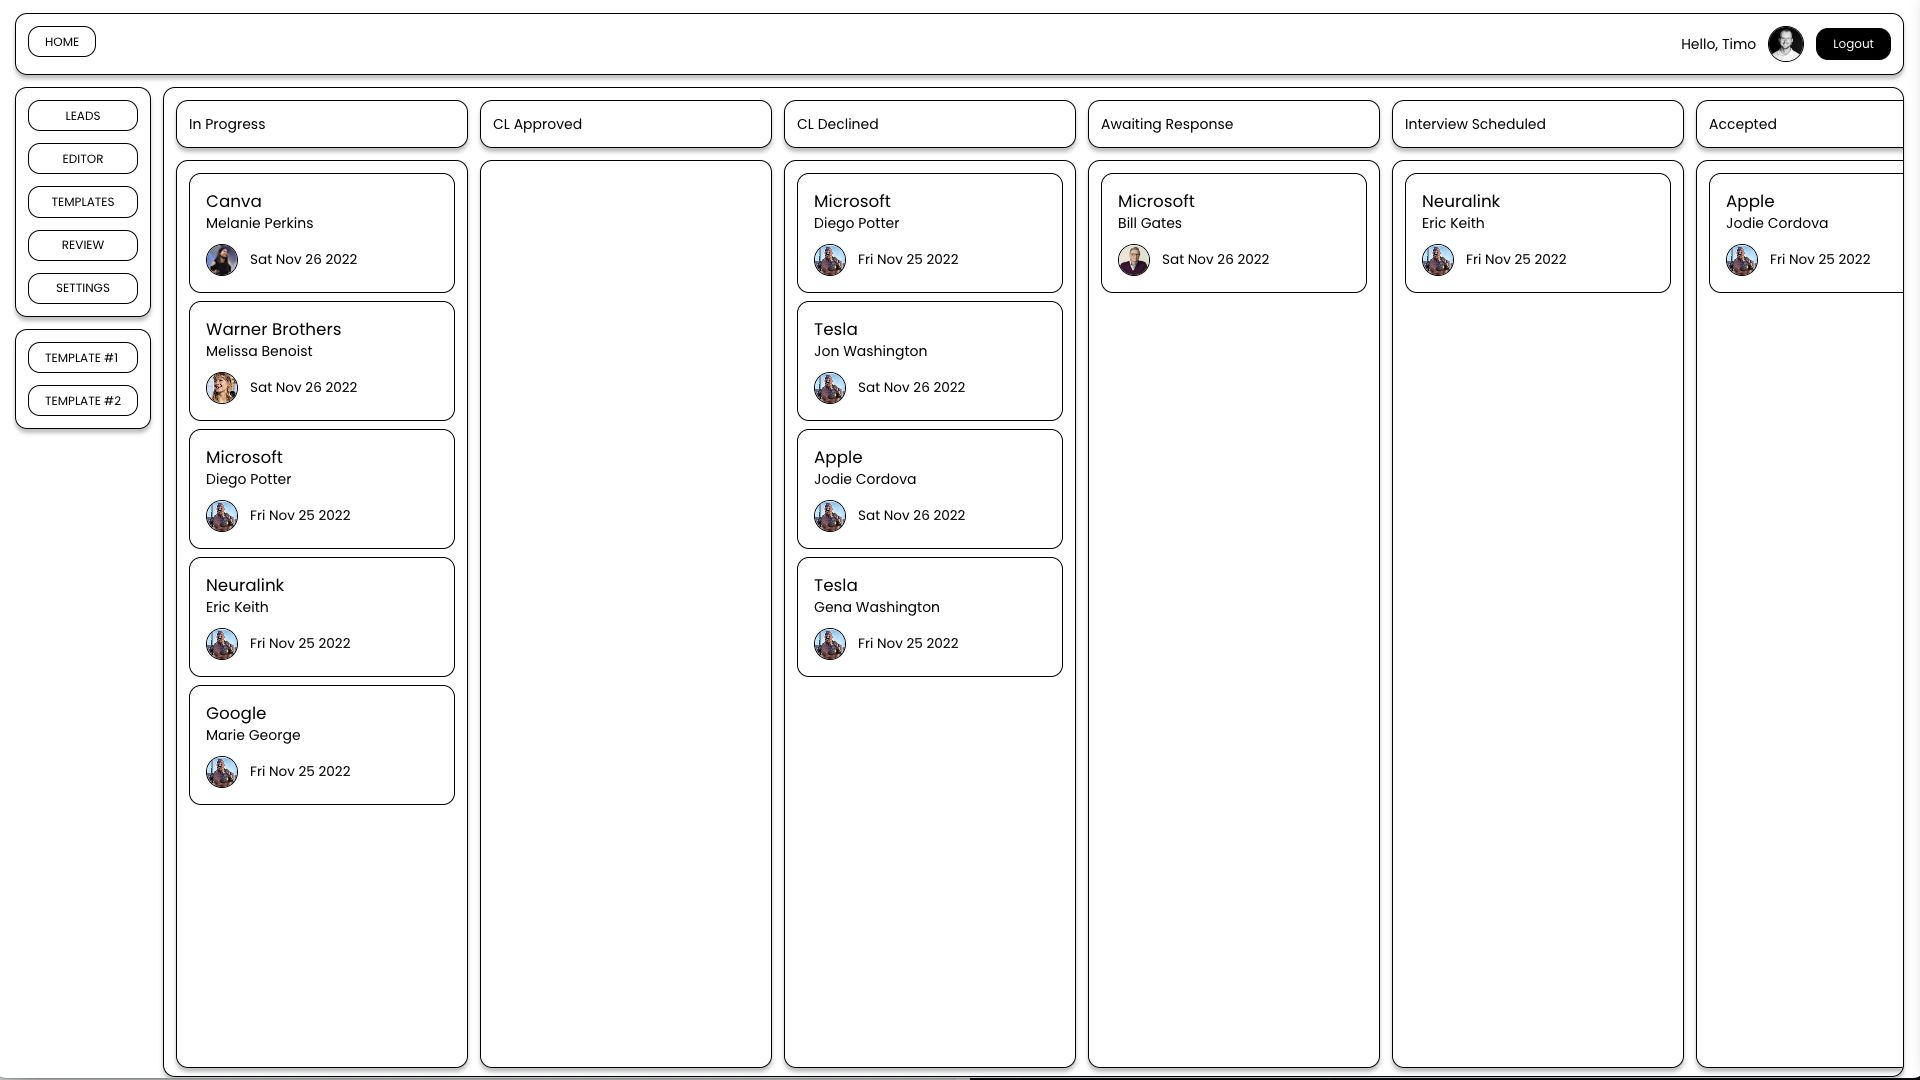 HOME
Hello, Timo
Logout
LEADS
EDITOR
TEMPLATES
REVIEW
SETTINGS
TEMPLATE #1
TEMPLATE #2
In Progress
Canva
Melanie Perkins
Sat Nov 26 2022
Warner Brothers
Melissa Benoist
Sat Nov 26 2022
Microsoft
Diego Potter
Fri Nov 25 2022
Neuralink
Eric Keith
Fri Nov 25 2022
Google
Marie George
Fri Nov 25 2022
CL Approved
CL Declined
Microsoft
Diego Potter
Fri Nov 25 2022
Tesla
Jon Washington
Sat Nov 26 2022
Apple
Jodie Cordova
Sat Nov 26 2022
Tesla
Gena Washington
Fri Nov 25 2022
Awaiting Response
Microsoft
Bill Gates
Sat Nov 26 2022
Interview Scheduled
Neuralink
Eric Keith
Fri Nov 25 2022
Accepted
Apple
Jodie Cordova
Fri Nov 25 2022